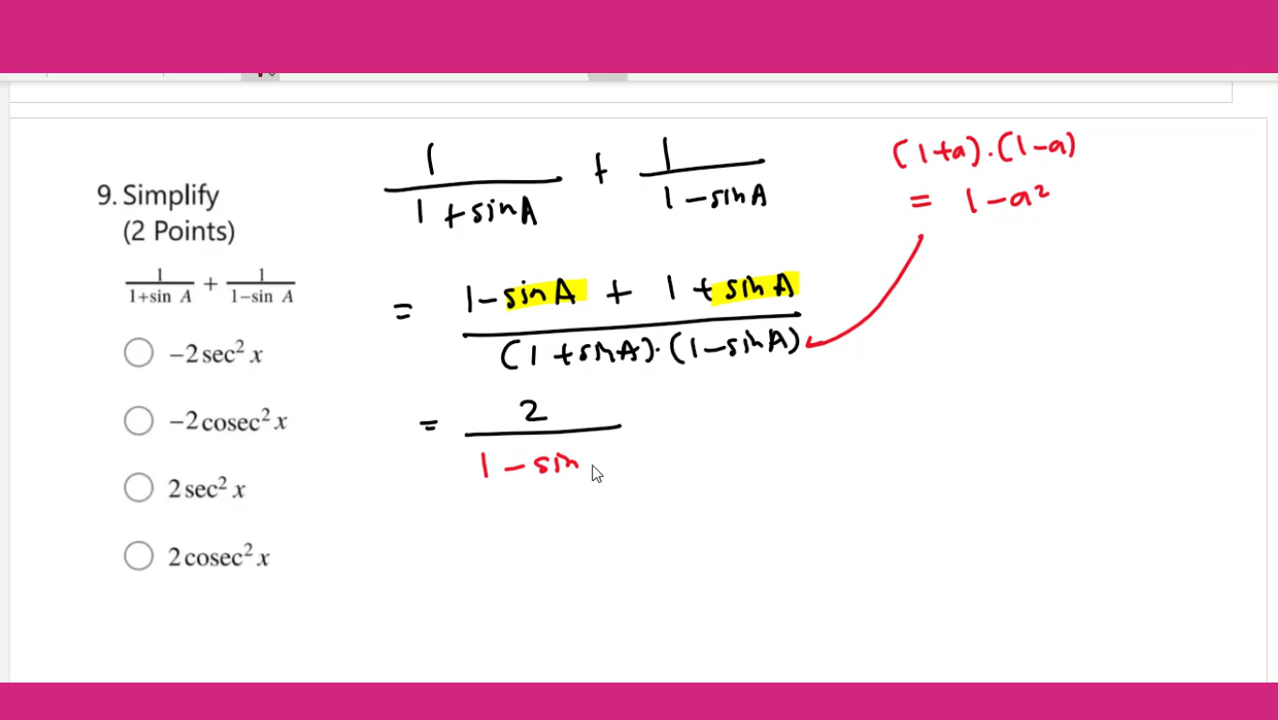 9. Simplify
(2 Points)
1/(1+sin A) + 1/(1−sin A)
−2 sec² x
−2 cosec² x
2 sec² x
2 cosec² x
1/(1+sinA) + 1/(1−sinA)
= (1−sinA + 1+sinA)/((1+sinA).(1−sinA))
= 2/(1−sin
(1+a).(1−a)
= 1−a²